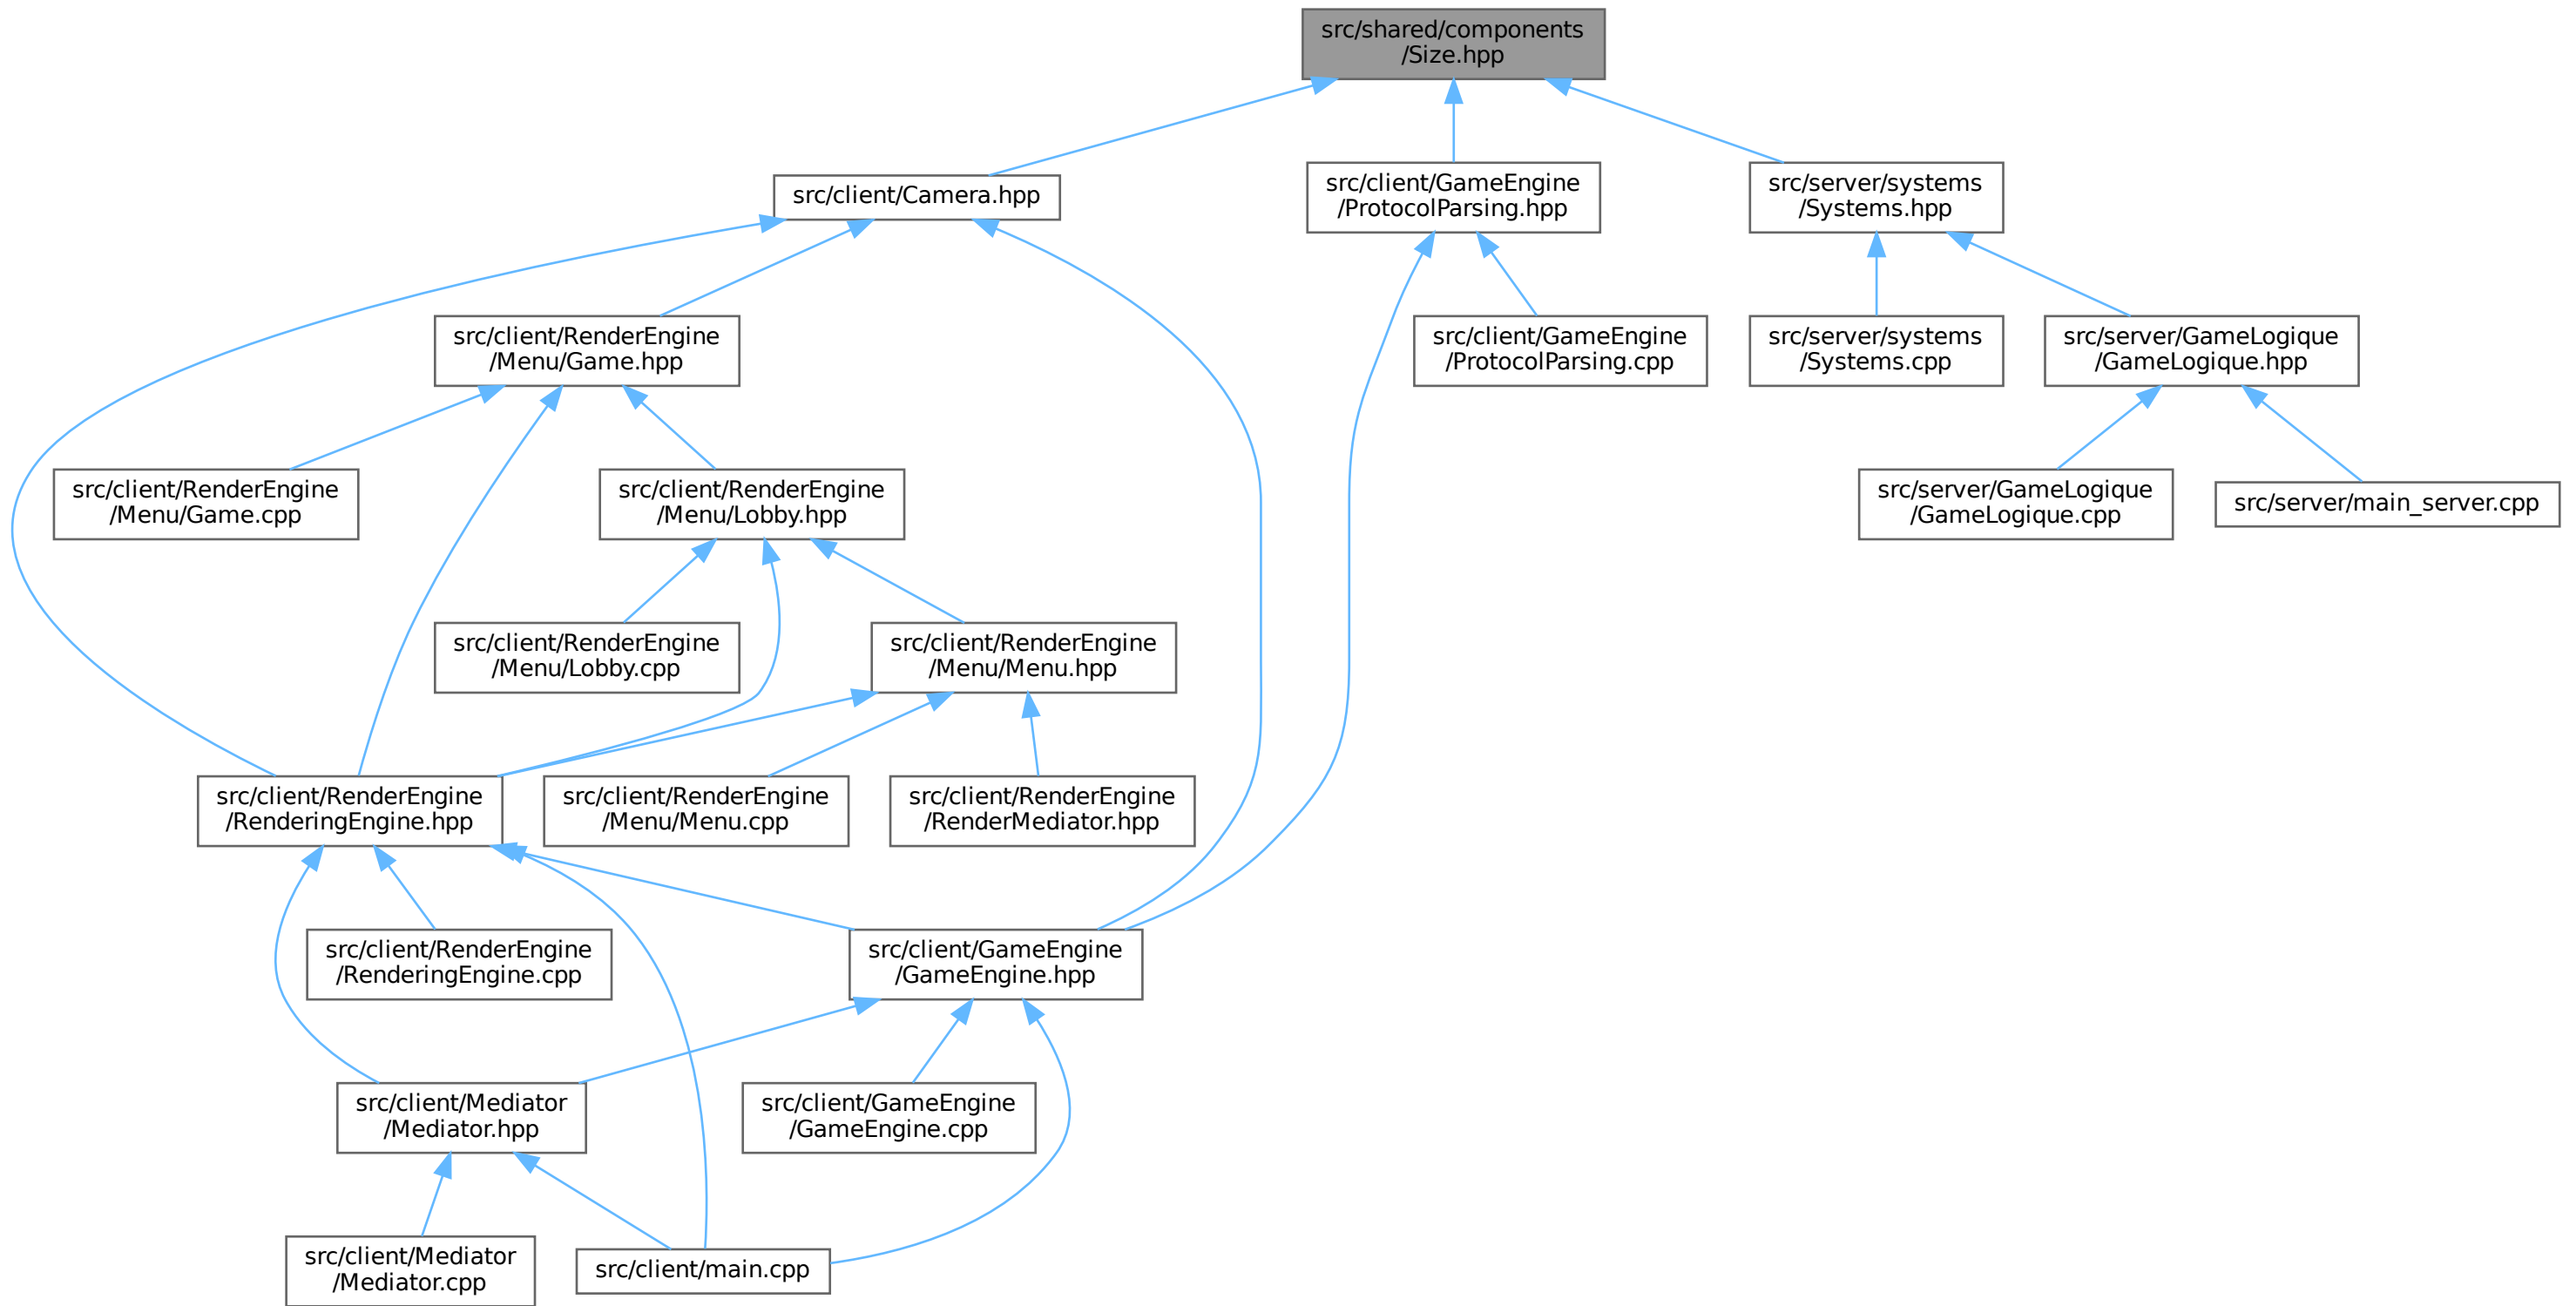 src/shared/components
/Size.hpp
src/client/Camera.hpp
src/client/GameEngine
/ProtocolParsing.hpp
src/server/systems
/Systems.hpp
src/client/RenderEngine
/Menu/Game.hpp
src/client/GameEngine
/ProtocolParsing.cpp
src/server/systems
/Systems.cpp
src/server/GameLogique
/GameLogique.hpp
src/client/RenderEngine
/Menu/Game.cpp
src/client/RenderEngine
/Menu/Lobby.hpp
src/server/GameLogique
/GameLogique.cpp
src/server/main_server.cpp
src/client/RenderEngine
/Menu/Lobby.cpp
src/client/RenderEngine
/Menu/Menu.hpp
src/client/RenderEngine
/RenderingEngine.hpp
src/client/RenderEngine
/Menu/Menu.cpp
src/client/RenderEngine
/RenderMediator.hpp
src/client/RenderEngine
/RenderingEngine.cpp
src/client/GameEngine
/GameEngine.hpp
src/client/Mediator
/Mediator.hpp
src/client/GameEngine
/GameEngine.cpp
src/client/Mediator
/Mediator.cpp
src/client/main.cpp